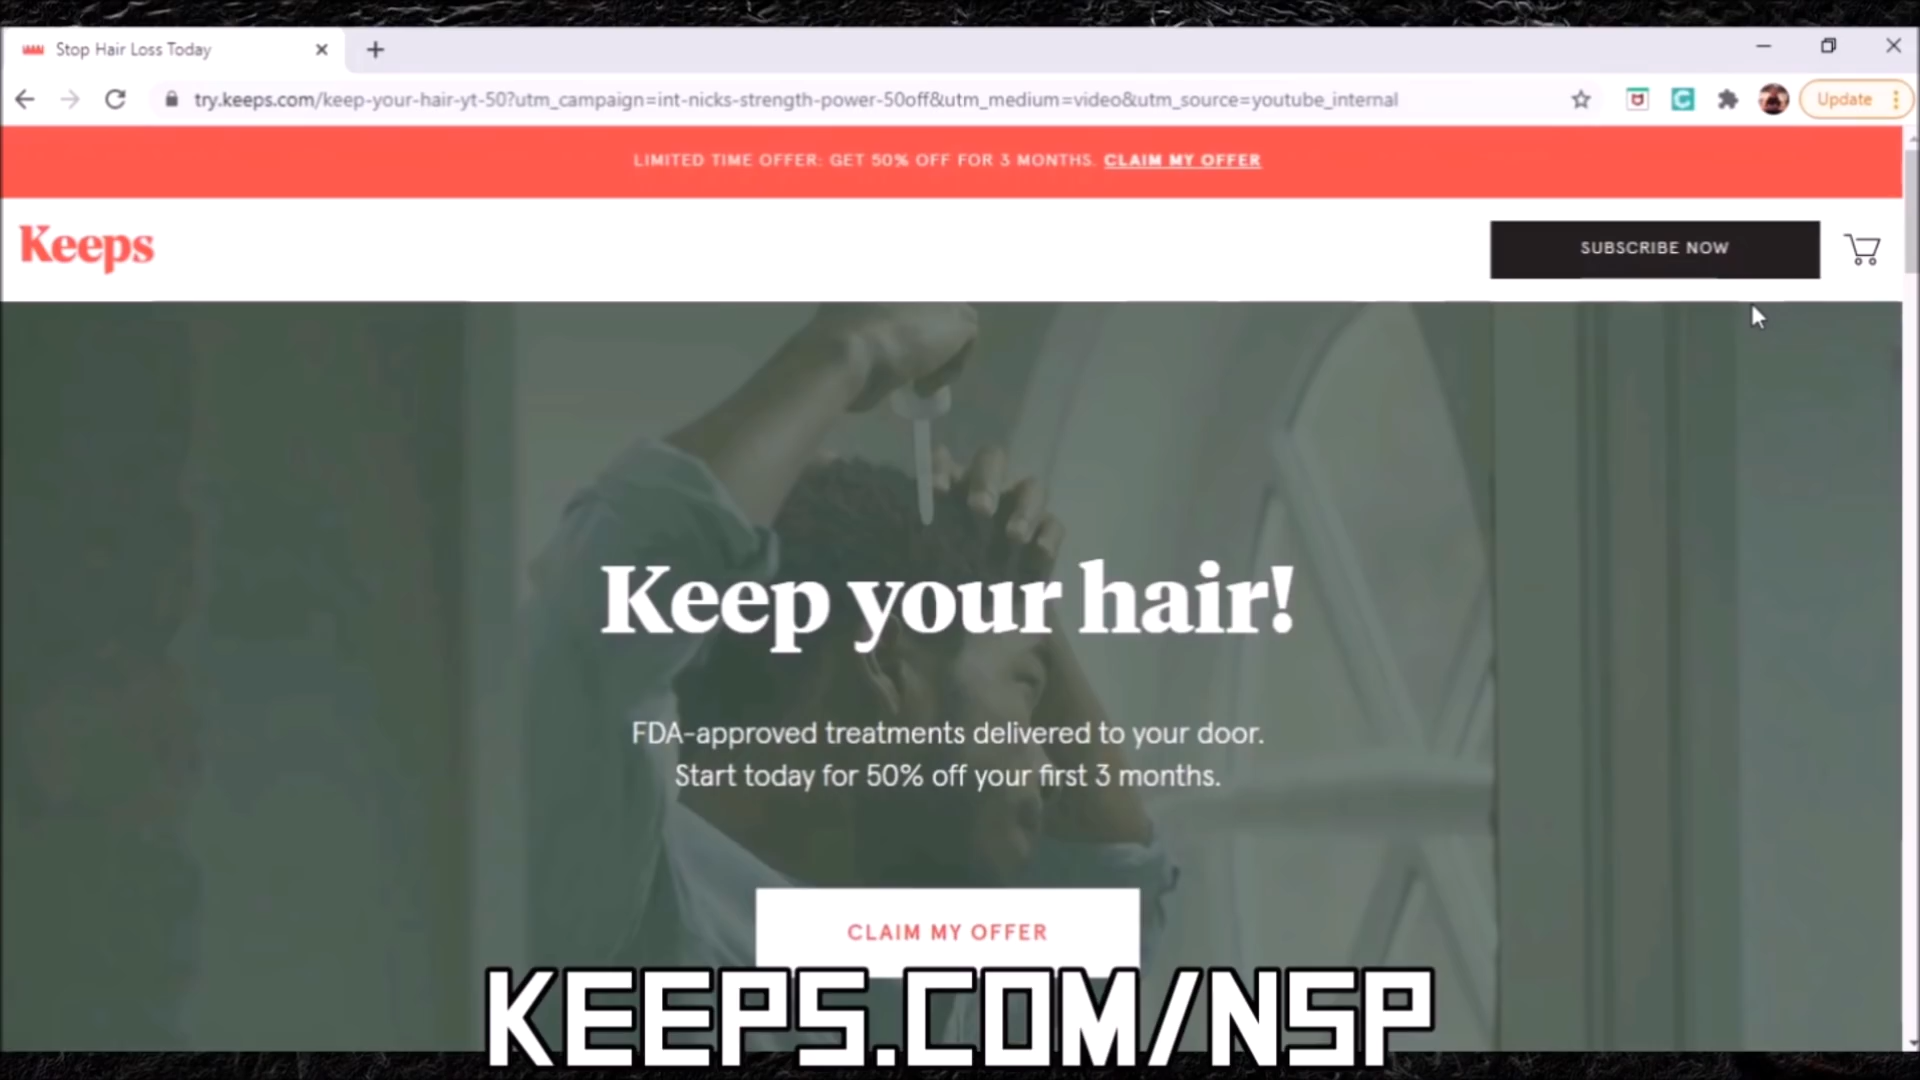 Stop Hair Loss Today
try.keeps.com/keep-your-hair-yt-50?utm_campaign=int-nicks-strength-power-50off&utm_medium=video&utm_source=youtube_internal
Update
LIMITED TIME OFFER: GET 50% OFF FOR 3 MONTHS. CLAIM MY OFFER
Keeps
SUBSCRIBE NOW
Keep your hair!
FDA-approved treatments delivered to your door.
Start today for 50% off your first 3 months.
CLAIM MY OFFER
KEEPS.COM/NSP